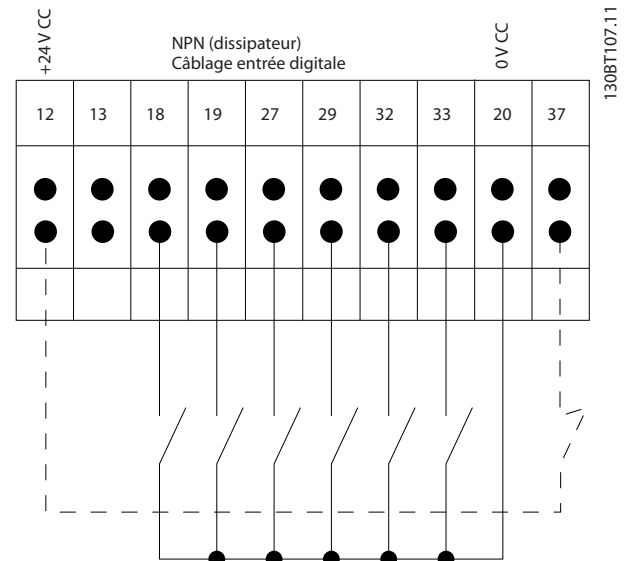 +24 V CC
NPN (dissipateur)
Câblage entrée digitale
0 V CC
130BT107.11
12 13 18 19 27 29 32 33 20 37